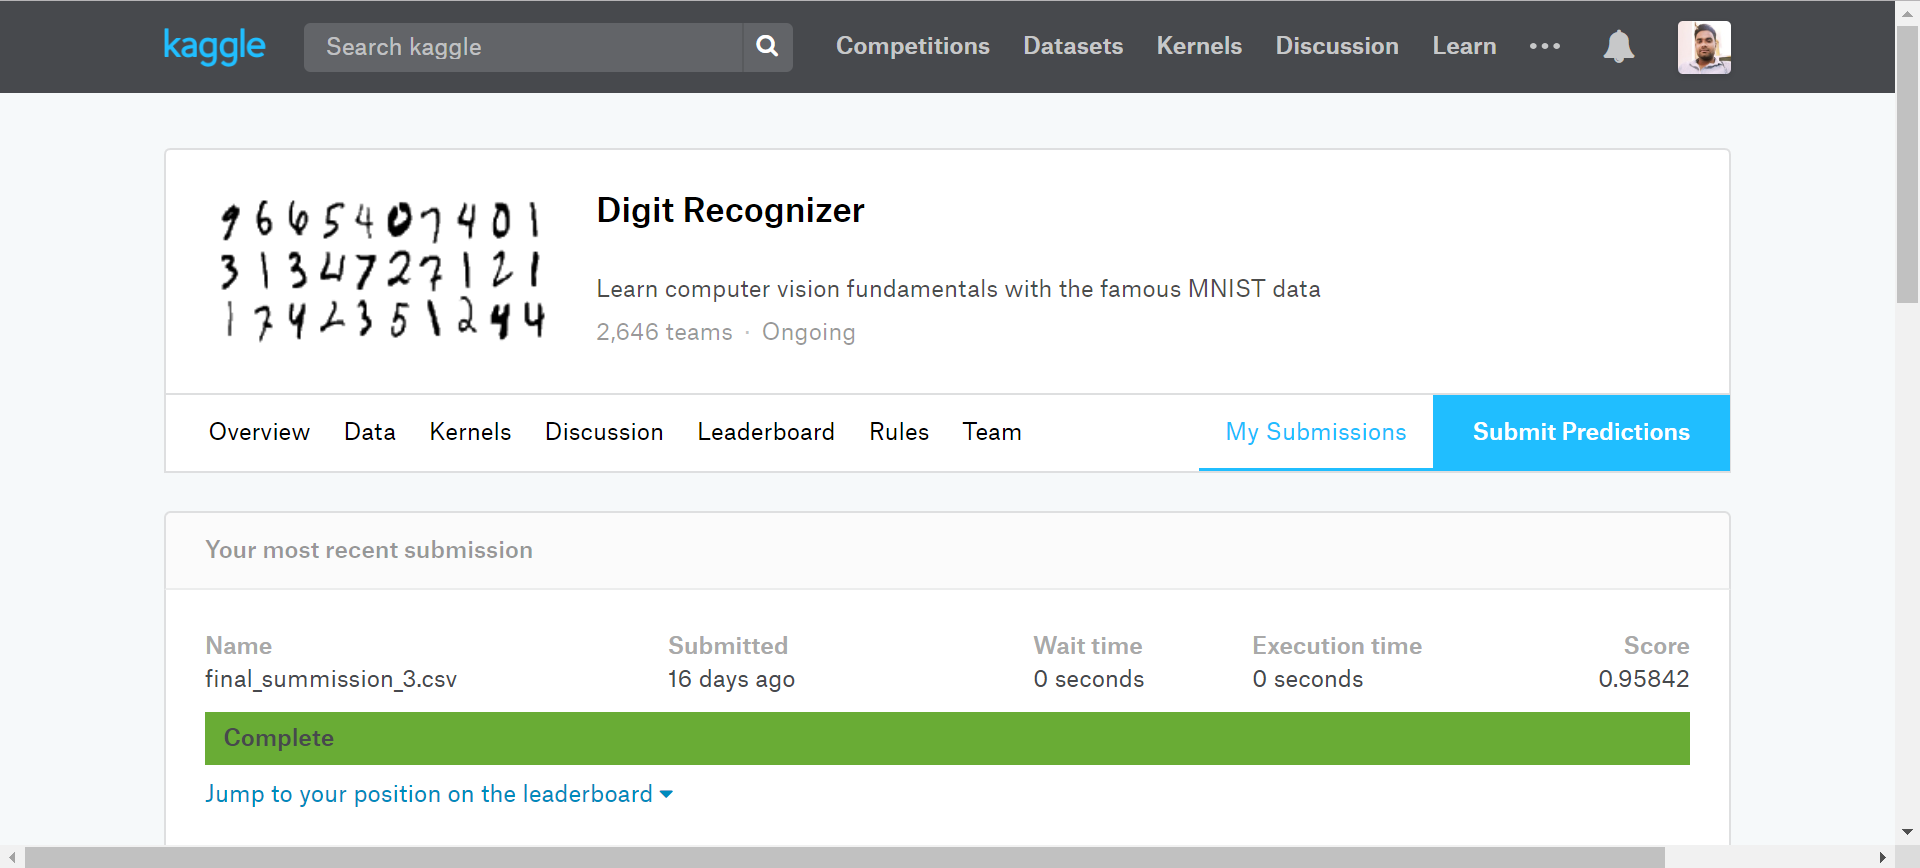 kaggle
Search kaggle
Competitions Datasets Kernels Discussion Learn
9 6 6 5 4 0 7 4 0 1
3 1 3 4 7 2 7 1 2 1
1 7 4 2 3 5 1 2 4 4
Digit Recognizer
Learn computer vision fundamentals with the famous MNIST data
2,646 teams · Ongoing
Overview Data Kernels Discussion Leaderboard Rules Team My Submissions Submit Predictions
Your most recent submission
Name Submitted Wait time Execution time Score
final_summission_3.csv 16 days ago 0 seconds 0 seconds 0.95842
Complete
Jump to your position on the leaderboard